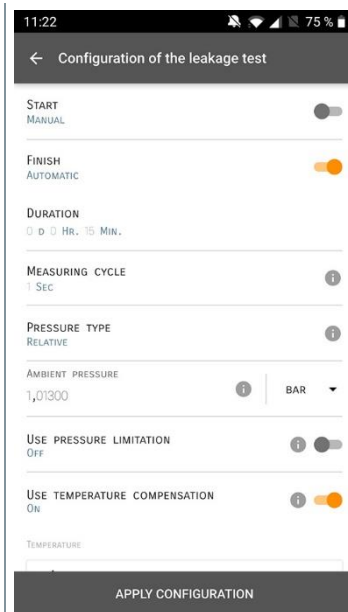 11:22 75 %
Configuration of the leakage test
START
MANUAL
FINISH
AUTOMATIC
DURATION
0 D 0 HR. 15 MIN.
MEASURING CYCLE
1 SEC
PRESSURE TYPE
RELATIVE
AMBIENT PRESSURE
1,01300 BAR
USE PRESSURE LIMITATION
OFF
USE TEMPERATURE COMPENSATION
ON
TEMPERATURE
APPLY CONFIGURATION